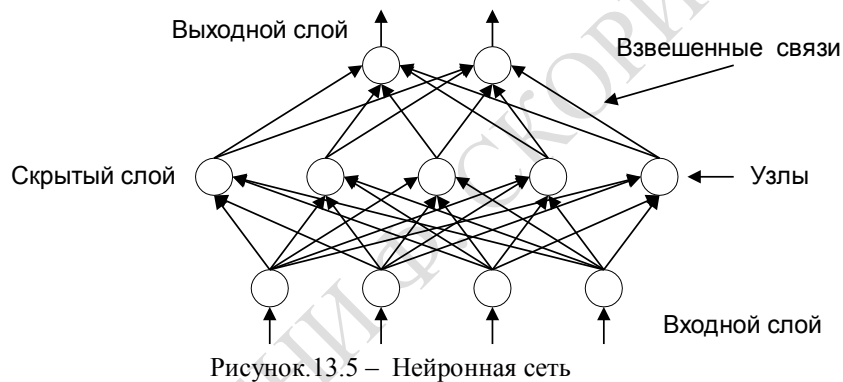 Выходной слой
Взвешенные связи
Скрытый слой
Узлы
Входной слой
Рисунок.13.5 – Нейронная сеть